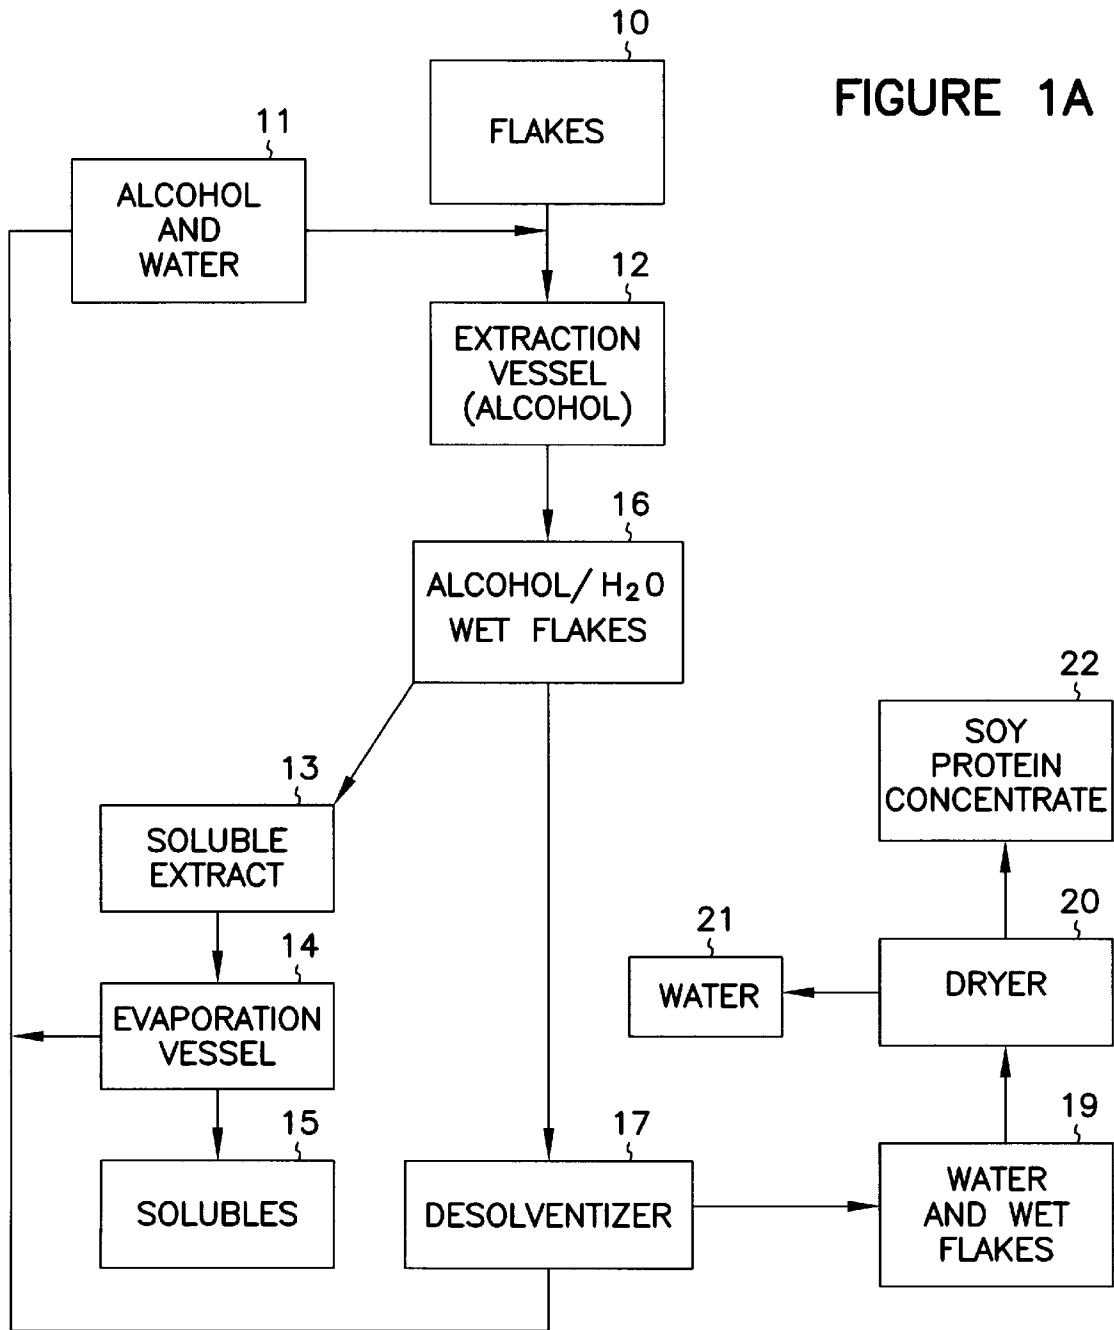 10
FIGURE 1A
FLAKES
11
ALCOHOL
AND
WATER
12
EXTRACTION
VESSEL
(ALCOHOL)
16
ALCOHOL/H₂O
WET FLAKES
22
SOY
PROTEIN
CONCENTRATE
13
SOLUBLE
EXTRACT
21
WATER
20
DRYER
14
EVAPORATION
VESSEL
15
SOLUBLES
17
DESOLVENTIZER
19
WATER
AND WET
FLAKES